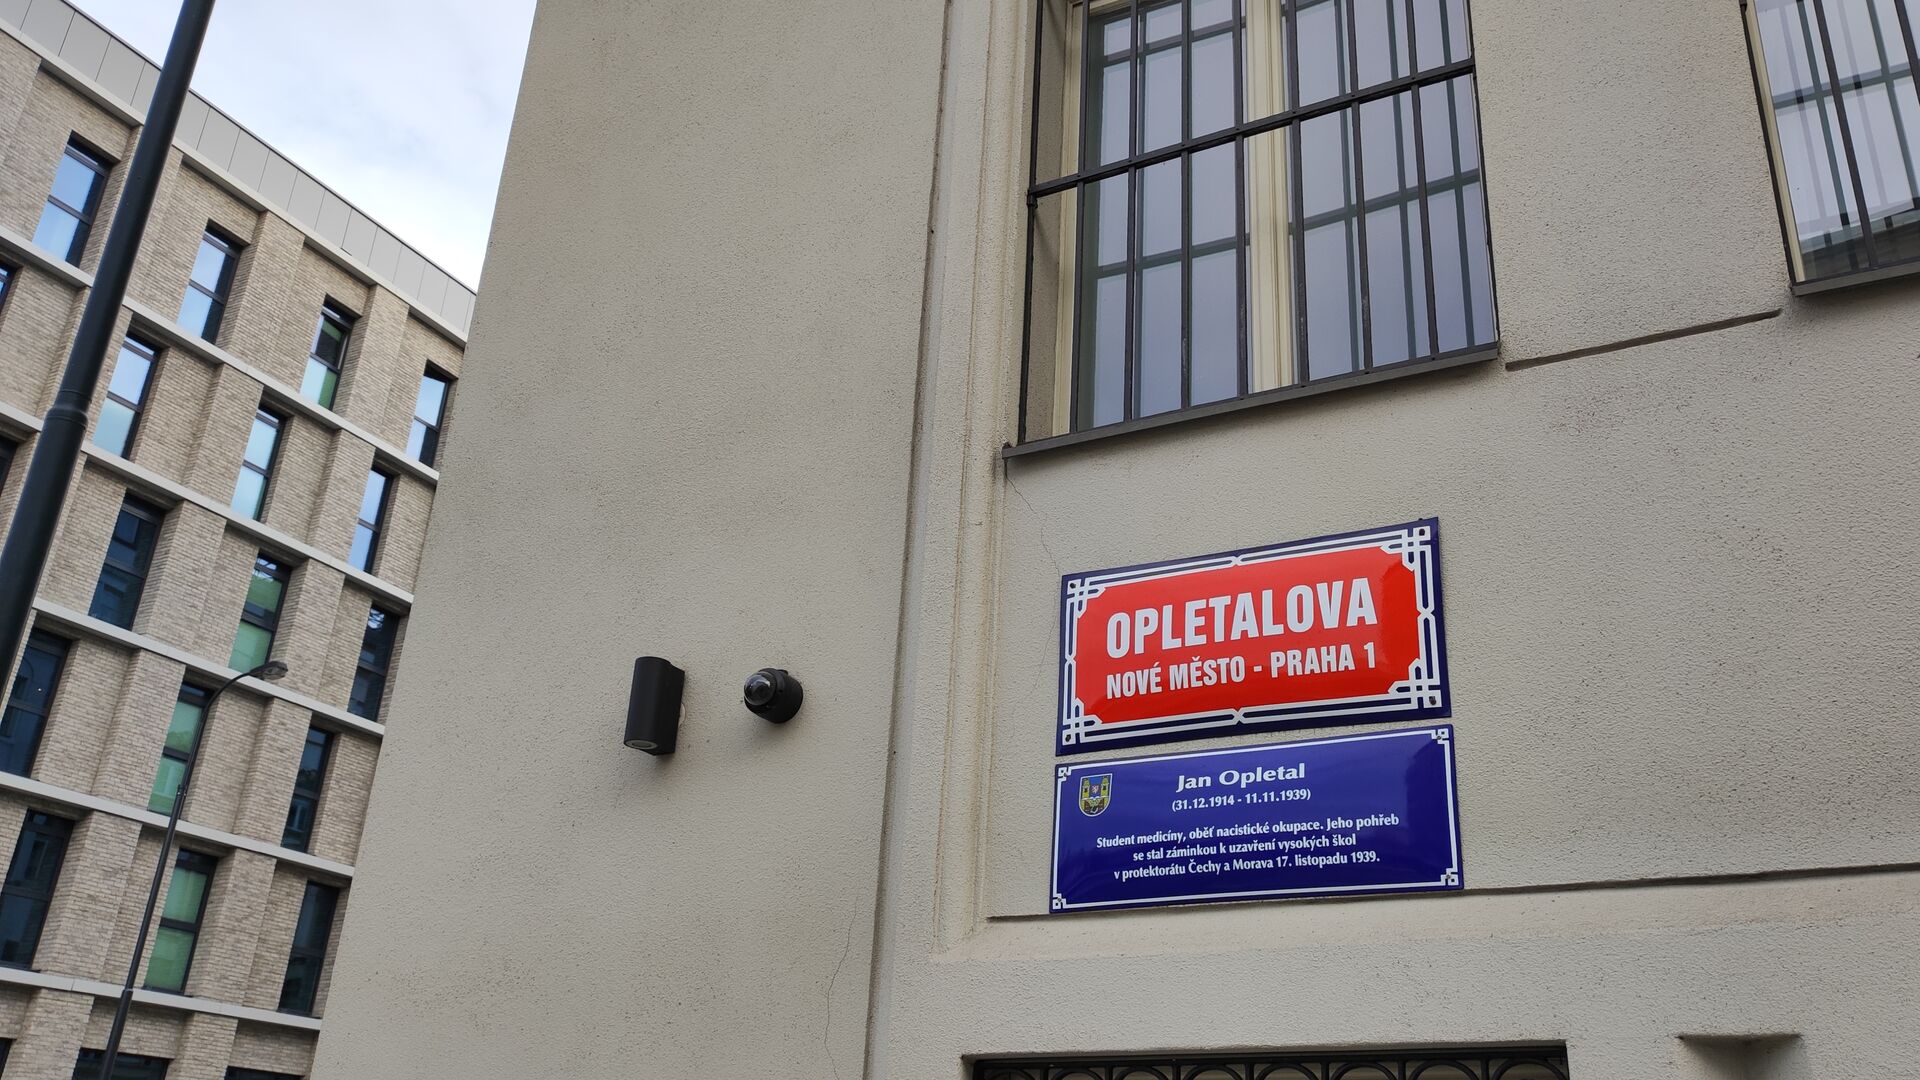 OPLETALOVA
NOVÉ MĚSTO - PRAHA 1
Jan Opletal
(31.12.1914 - 11.11.1939)
Student medicíny, oběť nacistické okupace. Jeho pohřeb
se stal záminkou k uzavření vysokých škol
v protektorátu Čechy a Morava 17. listopadu 1939.